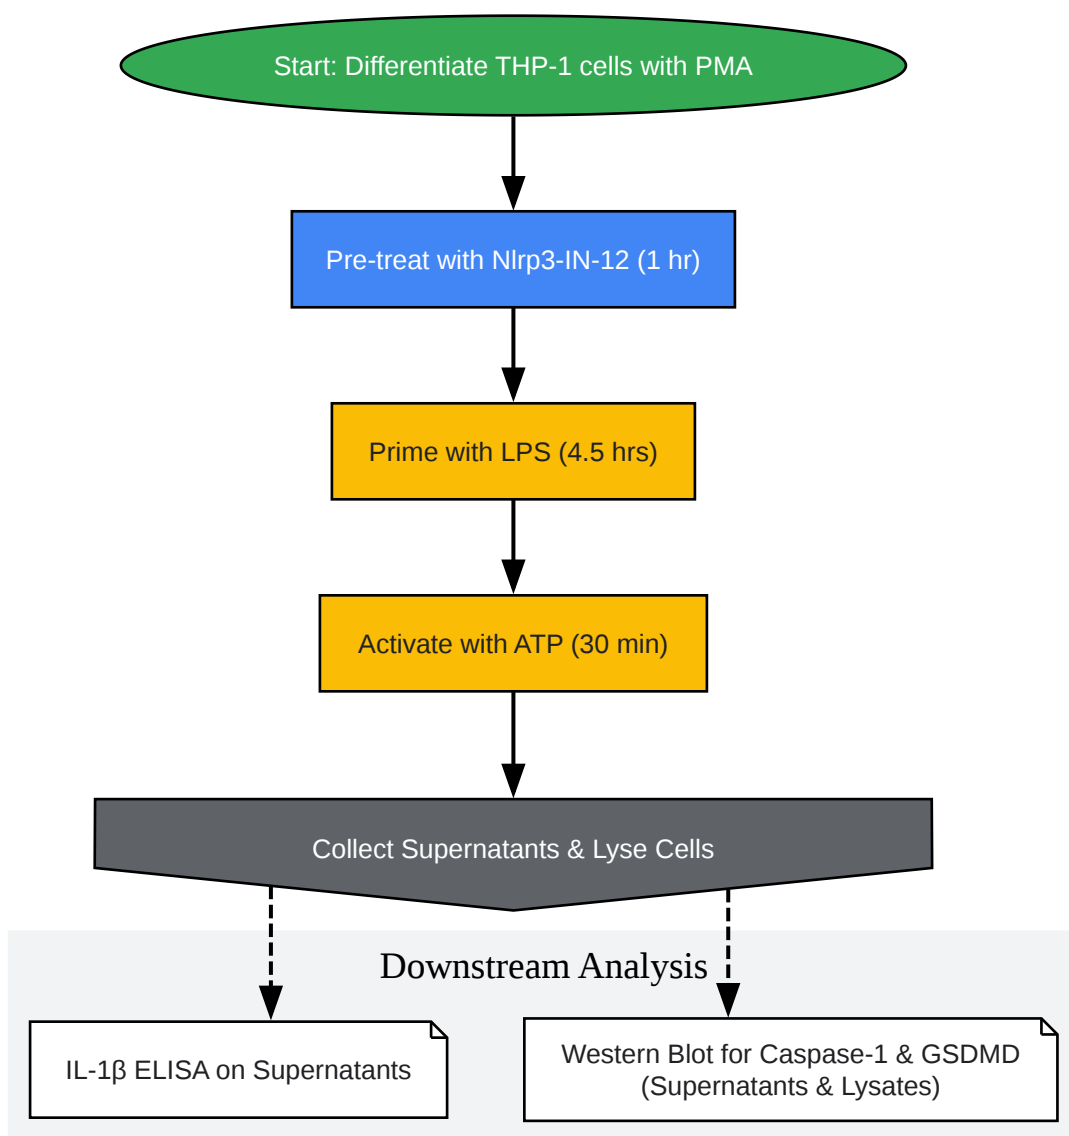 Start: Differentiate THP-1 cells with PMA
Pre-treat with Nlrp3-IN-12 (1 hr)
Prime with LPS (4.5 hrs)
Activate with ATP (30 min)
Collect Supernatants & Lyse Cells
Downstream Analysis
IL-1β ELISA on Supernatants
Western Blot for Caspase-1 & GSDMD
(Supernatants & Lysates)